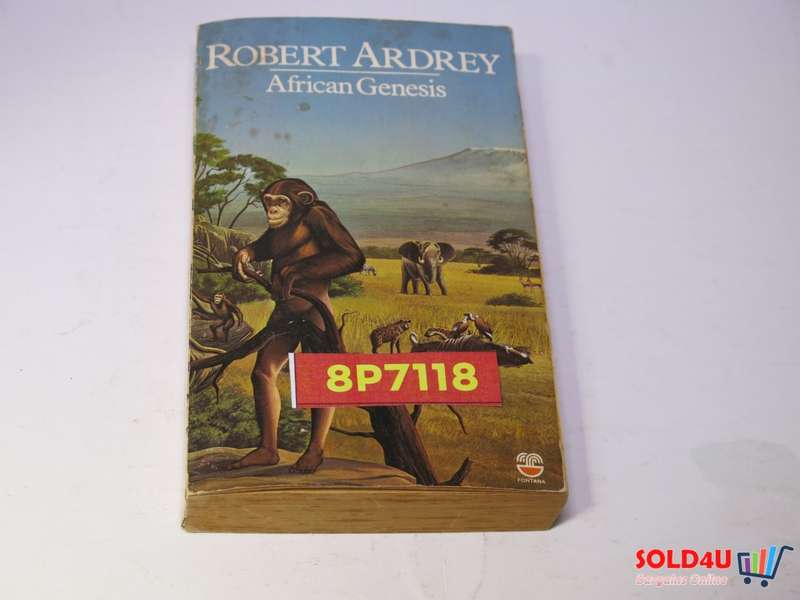 ROBERT ARDREY
African Genesis
8P7118
FONTANA
SOLD4U
Bargains Online